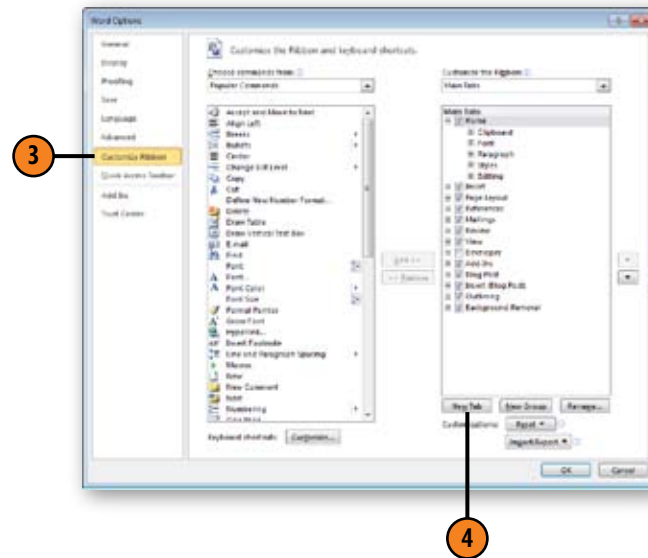 Word Options
General
Display
Proofing
Save
Language
Advanced
Customize Ribbon
Quick Access Toolbar
Add-Ins
Trust Center
Customize the Ribbon and keyboard shortcuts.
Choose commands from:
Popular Commands
Accept and Move to Next
Align Left
Breaks
Bullets
Center
Change List Level
Copy
Cut
Define New Number Format...
Delete
Draw Table
Draw Vertical Text Box
E-mail
Find
Font
Font...
Font Color
Font Size
Format Painter
Grow Font
Hyperlink...
Insert Footnote
Line and Paragraph Spacing
Macros
New
New Comment
Next
Numbering
Keyboard shortcuts:
Customize...
Add >>
<< Remove
Customize the Ribbon:
Main Tabs
Main Tabs
Home
Clipboard
Font
Paragraph
Styles
Editing
Insert
Page Layout
References
Mailings
Review
View
Developer
Add-Ins
Blog Post
Insert (Blog Post)
Outlining
Background Removal
New Tab
New Group
Rename...
Customizations:
Reset
Import/Export
OK
Cancel
3
4